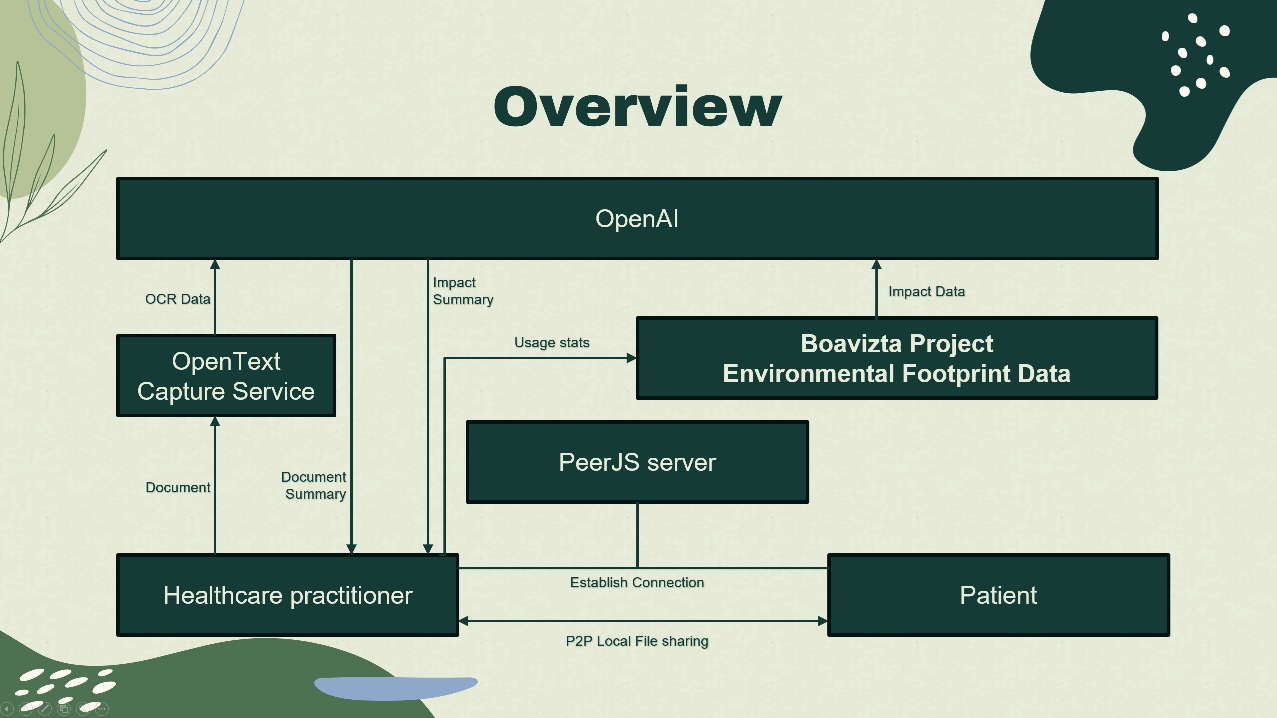 Overview
OpenAI
OCR Data
Impact
Summary
Impact Data
Usage stats
OpenText
Capture Service
Boavizta Project
Environmental Footprint Data
PeerJS server
Document
Document
Summary
Healthcare practitioner
Establish Connection
Patient
P2P Local File sharing